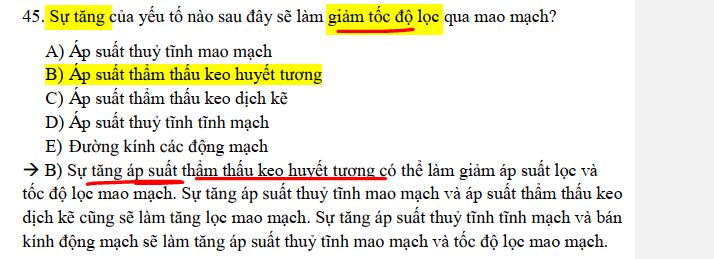 45. Sự tăng của yếu tố nào sau đây sẽ làm giảm tốc độ lọc qua mao mạch?
A) Áp suất thuỷ tĩnh mao mạch
B) Áp suất thẩm thấu keo huyết tương
C) Áp suất thẩm thấu keo dịch kẽ
D) Áp suất thuỷ tĩnh tĩnh mạch
E) Đường kính các động mạch
→ B) Sự tăng áp suất thẩm thấu keo huyết tương có thể làm giảm áp suất lọc và
tốc độ lọc mao mạch. Sự tăng áp suất thuỷ tĩnh mao mạch và áp suất thẩm thấu keo
dịch kẽ cũng sẽ làm tăng lọc mao mạch. Sự tăng áp suất thuỷ tĩnh tĩnh mạch và bán
kính động mạch sẽ làm tăng áp suất thuỷ tĩnh mao mạch và tốc độ lọc mao mạch.